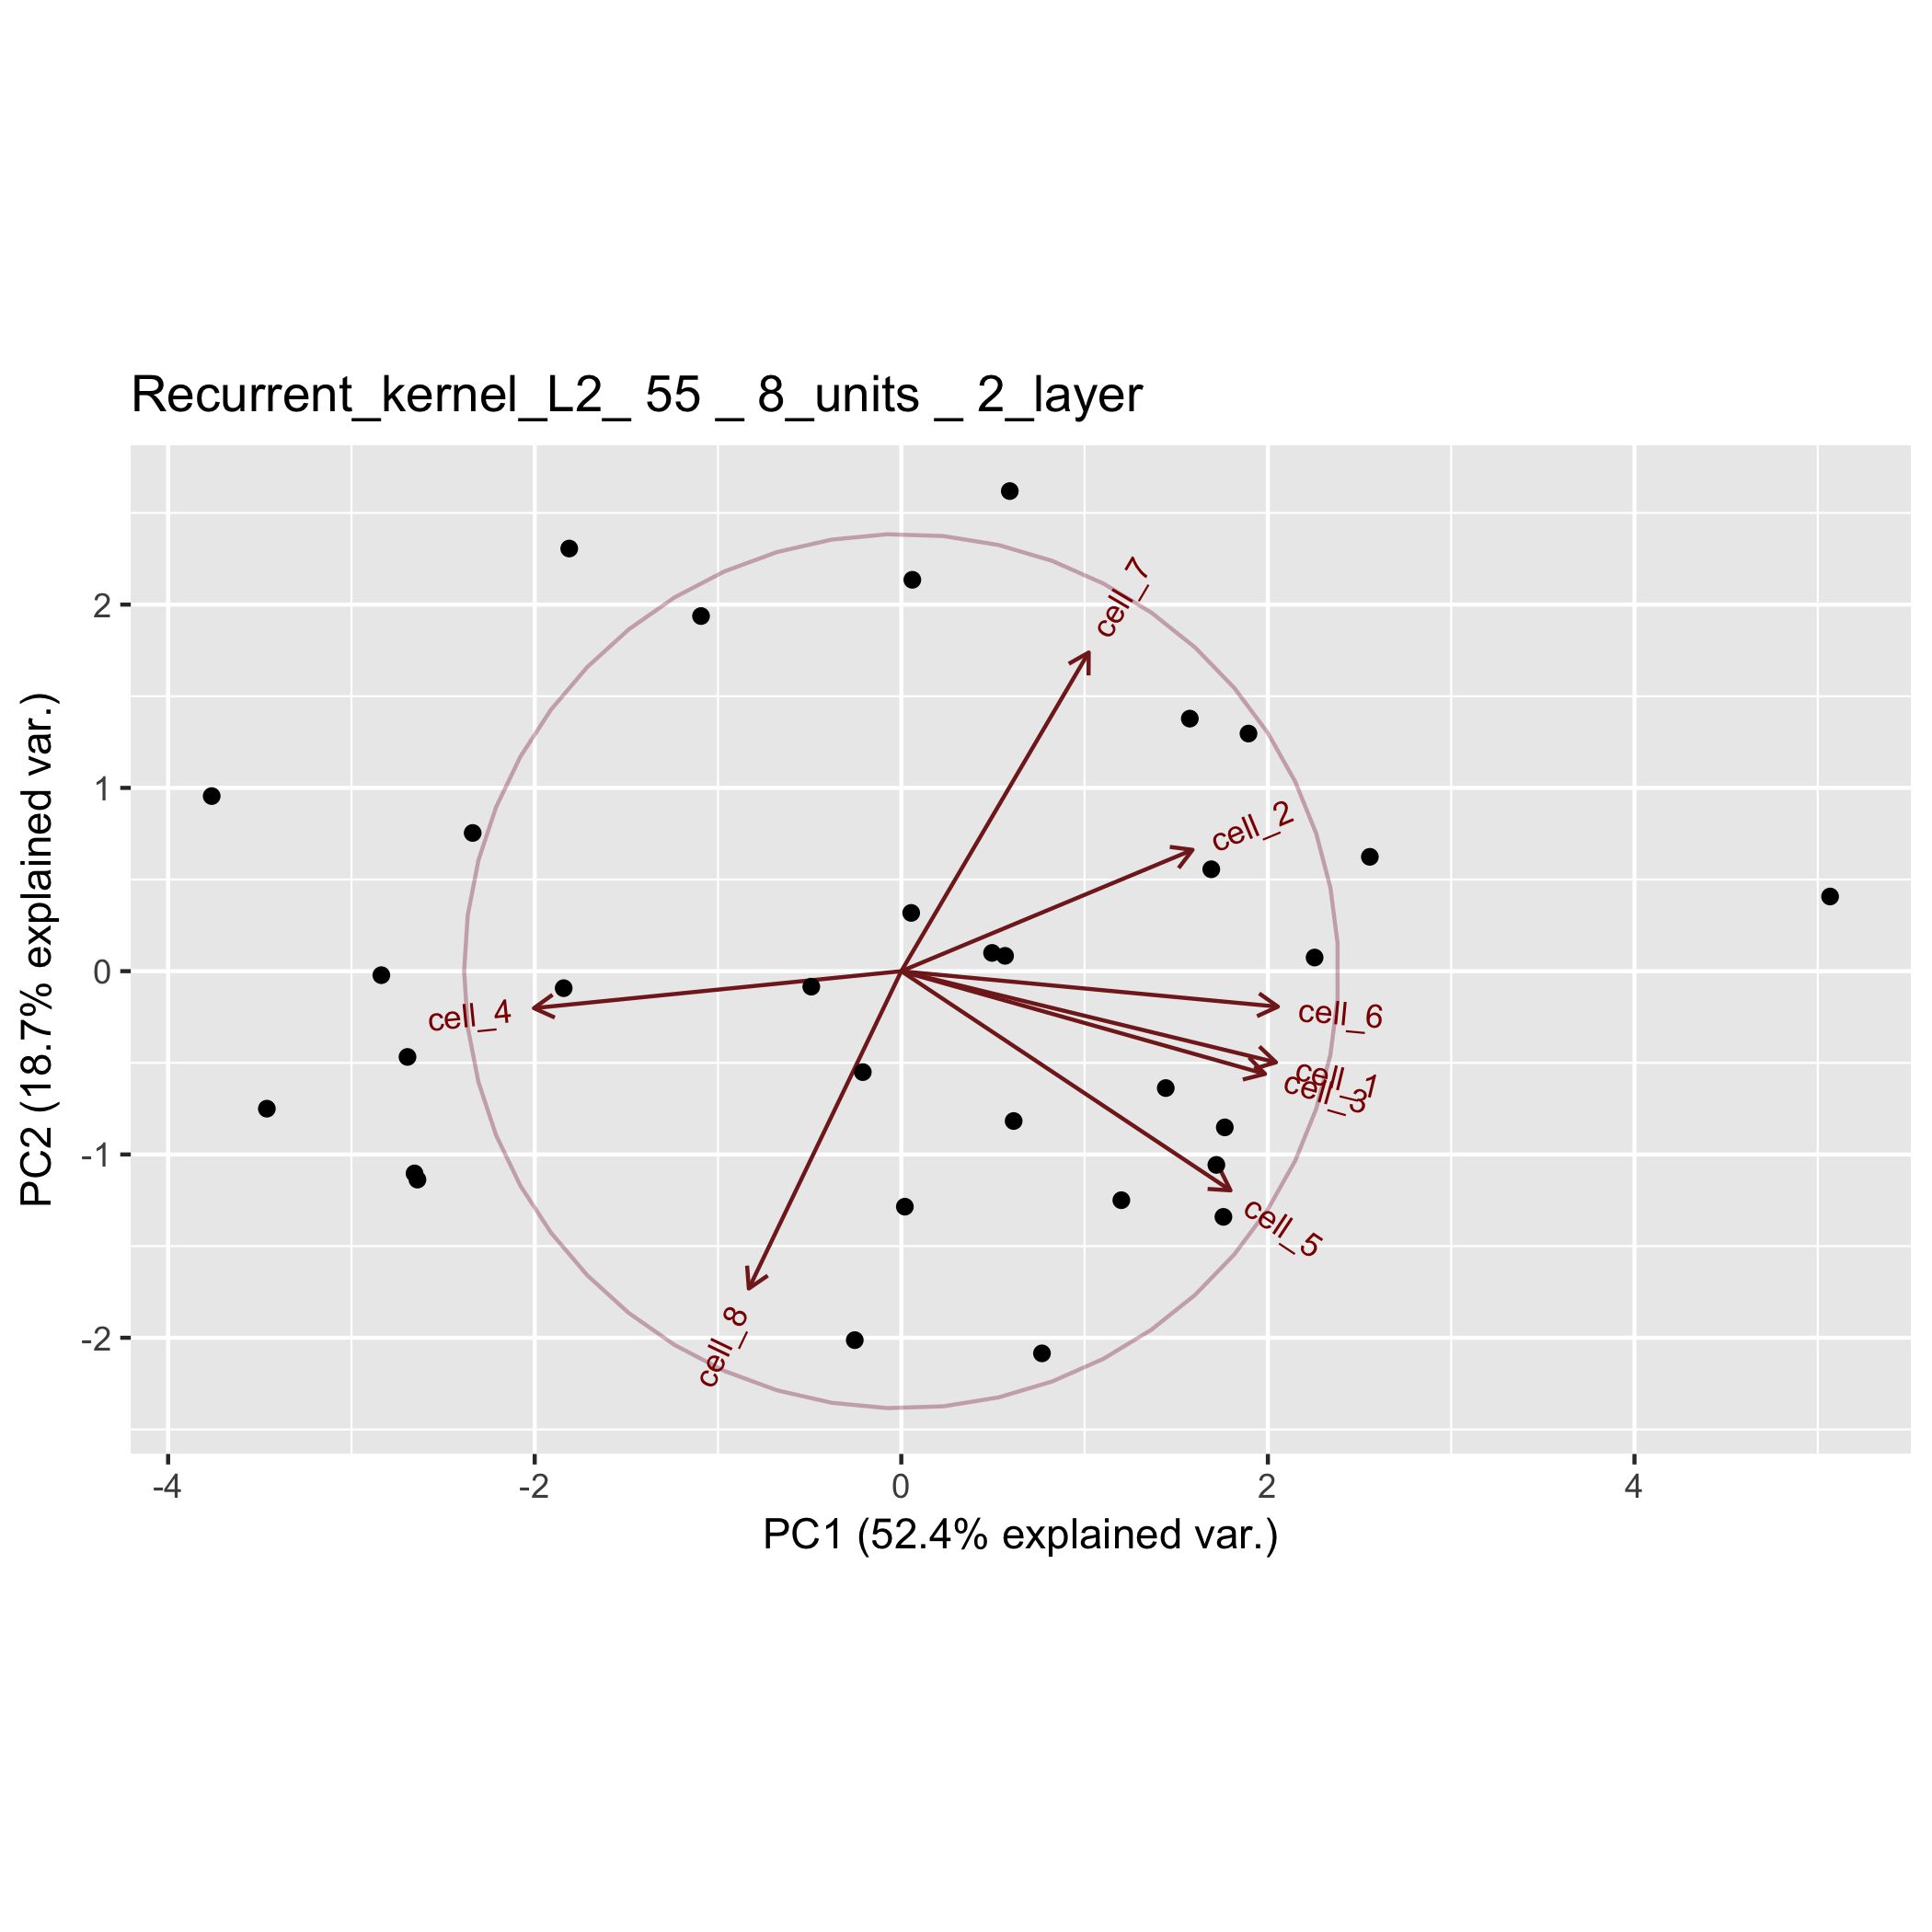 Recurrent_kernel_L2_ 55 _ 8_units _ 2_layer
PC2 (18.7% explained var.)
2
1
0
-1
-2
cell_7
cell_2
cell_4
cell_6
cell_1
cell_3
cell_5
cell_8
-4
-2
0
2
4
PC1 (52.4% explained var.)